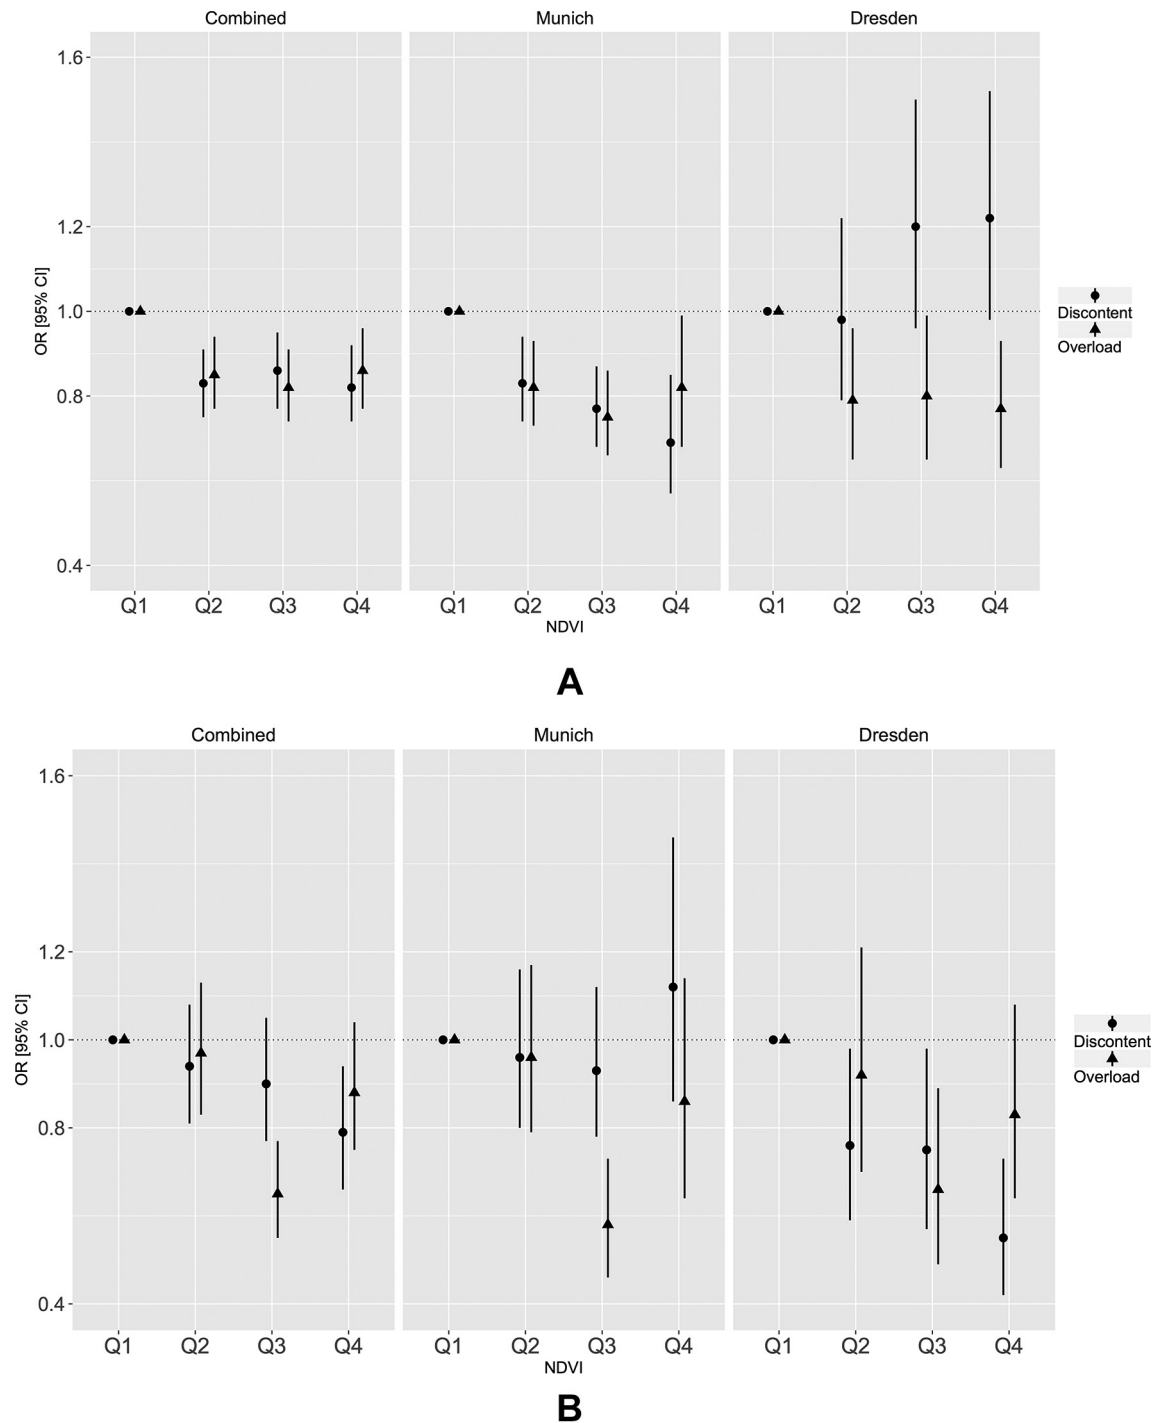 Combined Munich Dresden
1.6
1.2
1.0
0.8
0.4
OR [95% CI]
Discontent
Overload
Q1 Q2 Q3 Q4 Q1 Q2 Q3 Q4 Q1 Q2 Q3 Q4
NDVI
A
Combined Munich Dresden
1.6
1.2
1.0
0.8
0.4
OR [95% CI]
Discontent
Overload
Q1 Q2 Q3 Q4 Q1 Q2 Q3 Q4 Q1 Q2 Q3 Q4
NDVI
B